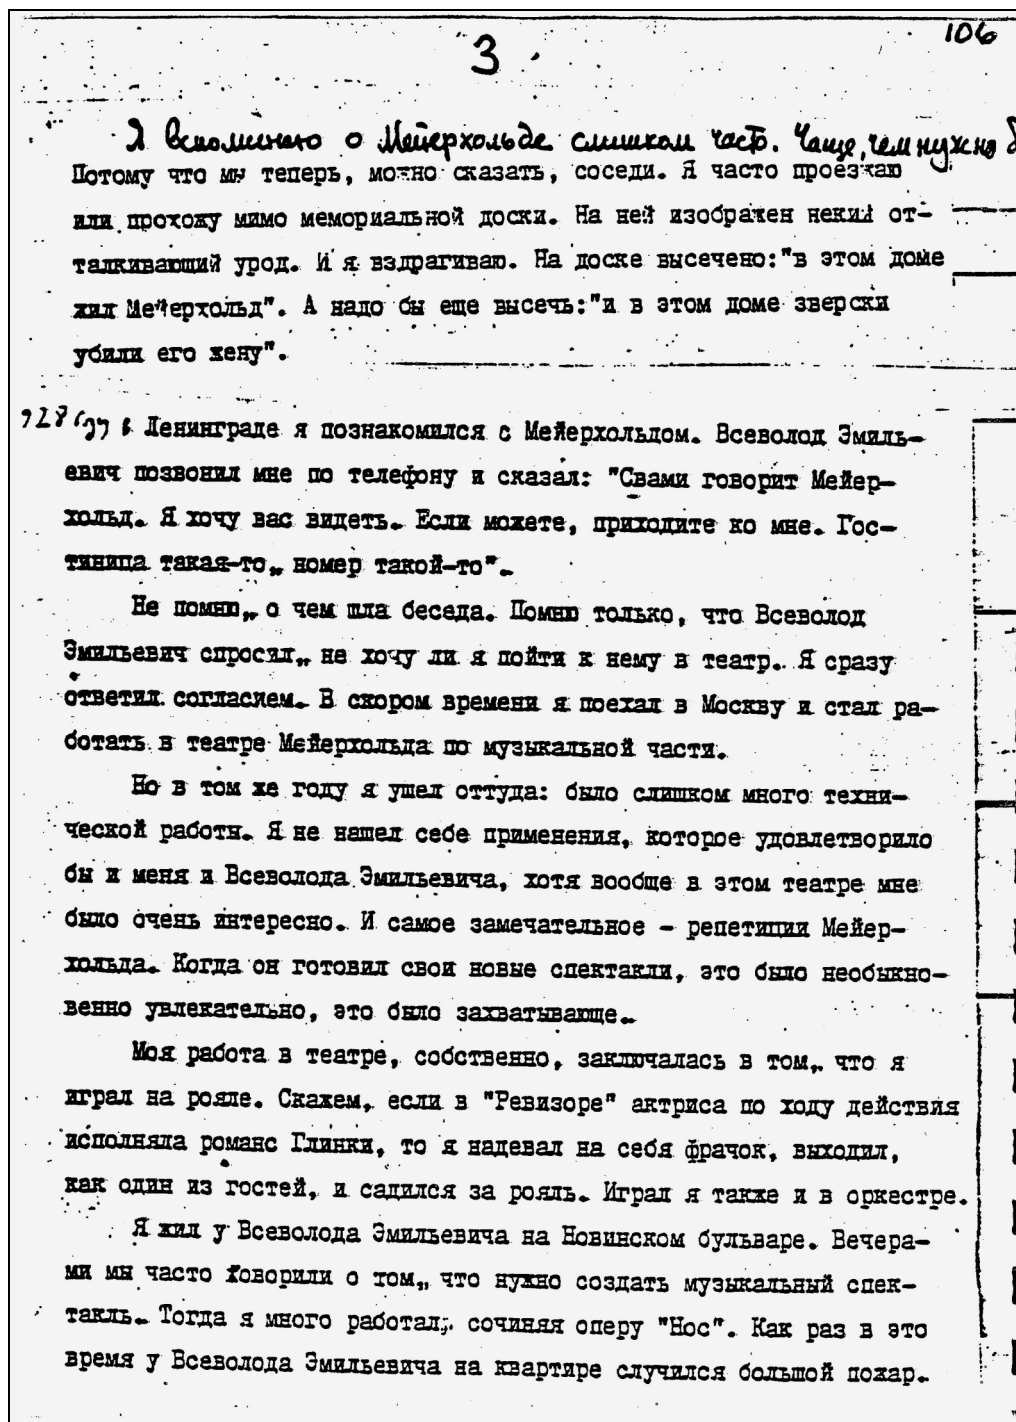 106
3
Я вспоминаю о Мейерхольде слишком часто. Чаще, чем нужно
Потому что мы теперь, можно сказать, соседи. Я часто проезжаю
или прохожу мимо мемориальной доски. На ней изображен некий от-
талкивающий урод. И я вздрагиваю. На доске высечено:"в этом доме
жил Мейерхольд". А надо бы еще высечь:"и в этом доме зверски
убили его жену".
в Ленинграде я познакомился с Мейерхольдом. Всеволод Эмиль-
евич позвонил мне по телефону и сказал: "Свами говорит Мейер-
хольд. Я хочу вас видеть. Если можете, приходите ко мне. Гос-
тиница такая-то, номер такой-то".
Не помню, о чем шла беседа. Помню только, что Всеволод
Эмильевич спросил, не хочу ли я пойти к нему в театр. Я сразу
ответил согласием. В скором времени я поехал в Москву и стал ра-
ботать в театре Мейерхольда по музыкальной части.
Но в том же году я ушел оттуда: было слишком много техни-
ческой работы. Я не нашел себе применения, которое удовлетворило
бы и меня и Всеволода Эмильевича, хотя вообще в этом театре мне
было очень интересно. И самое замечательное - репетиции Мейер-
хольда. Когда он готовил свои новые спектакли, это было необыкно-
венно увлекательно, это было захватывающе.
Моя работа в театре, собственно, заключалась в том, что я
играл на рояле. Скажем, если в "Ревизоре" актриса по ходу действия
исполняла романс Глинки, то я надевал на себя фрачок, выходил,
как один из гостей, и садился за рояль. Играл я также и в оркестре.
Я жил у Всеволода Эмильевича на Новинском бульваре. Вечера-
ми мы часто говорили о том, что нужно создать музыкальный спек-
такль. Тогда я много работал, сочиняя оперу "Нос". Как раз в это
время у Всеволода Эмильевича на квартире случился большой пожар.